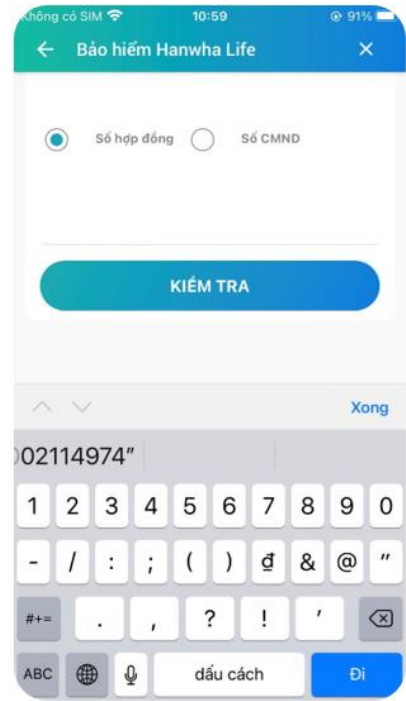 Không có SIM 10:59 91%
Bảo hiểm Hanwha Life
Số hợp đồng Số CMND
KIỂM TRA
Xong
02114974"
1 2 3 4 5 6 7 8 9 0
- / : ; ( ) đ & @ "
#+= . , ? ! ' 
ABC dấu cách Đi